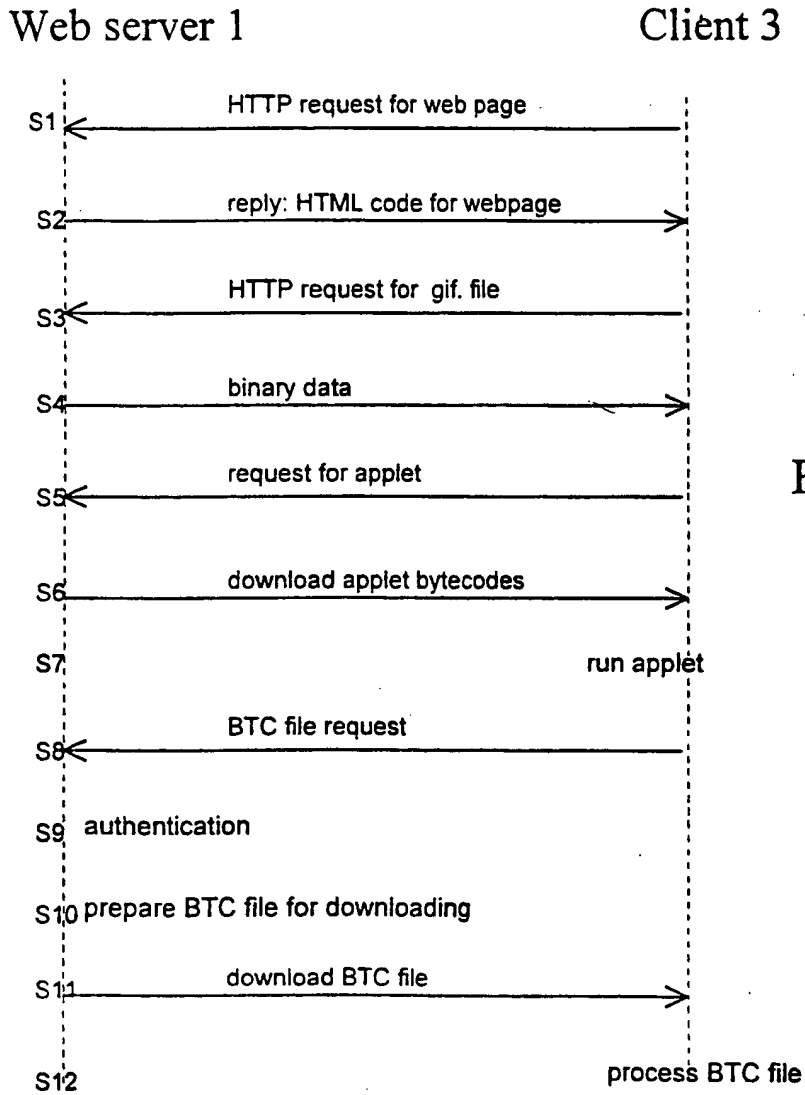 Web server 1 Client 3
S1 HTTP request for web page
S2 reply: HTML code for webpage
S3 HTTP request for gif. file
S4 binary data
S5 request for applet
S6 download applet bytecodes
S7 run applet
S8 BTC file request
S9 authentication
S10 prepare BTC file for downloading
S11 download BTC file
S12 process BTC file